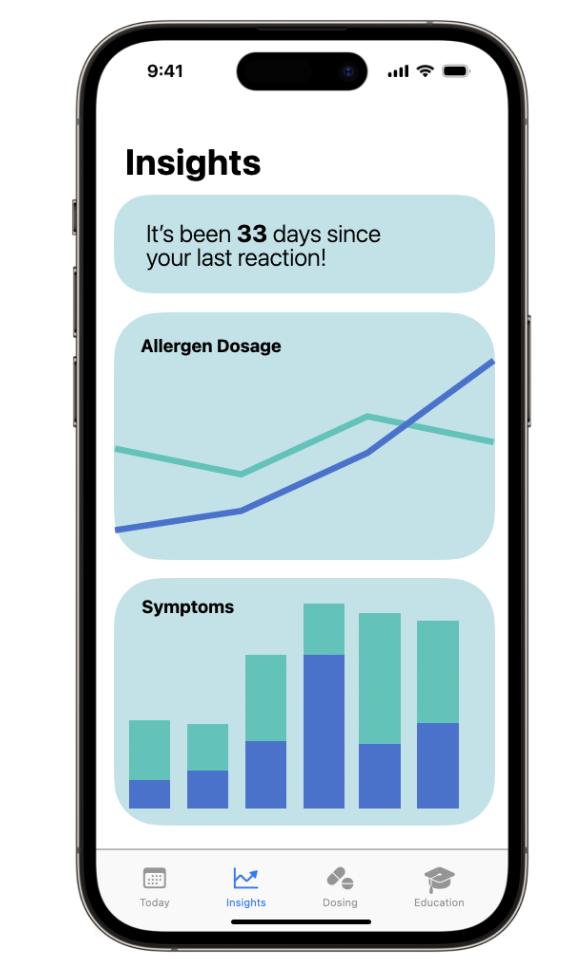 9:41
Insights
It's been 33 days since
your last reaction!
Allergen Dosage
Symptoms
Today
Insights
Dosing
Education